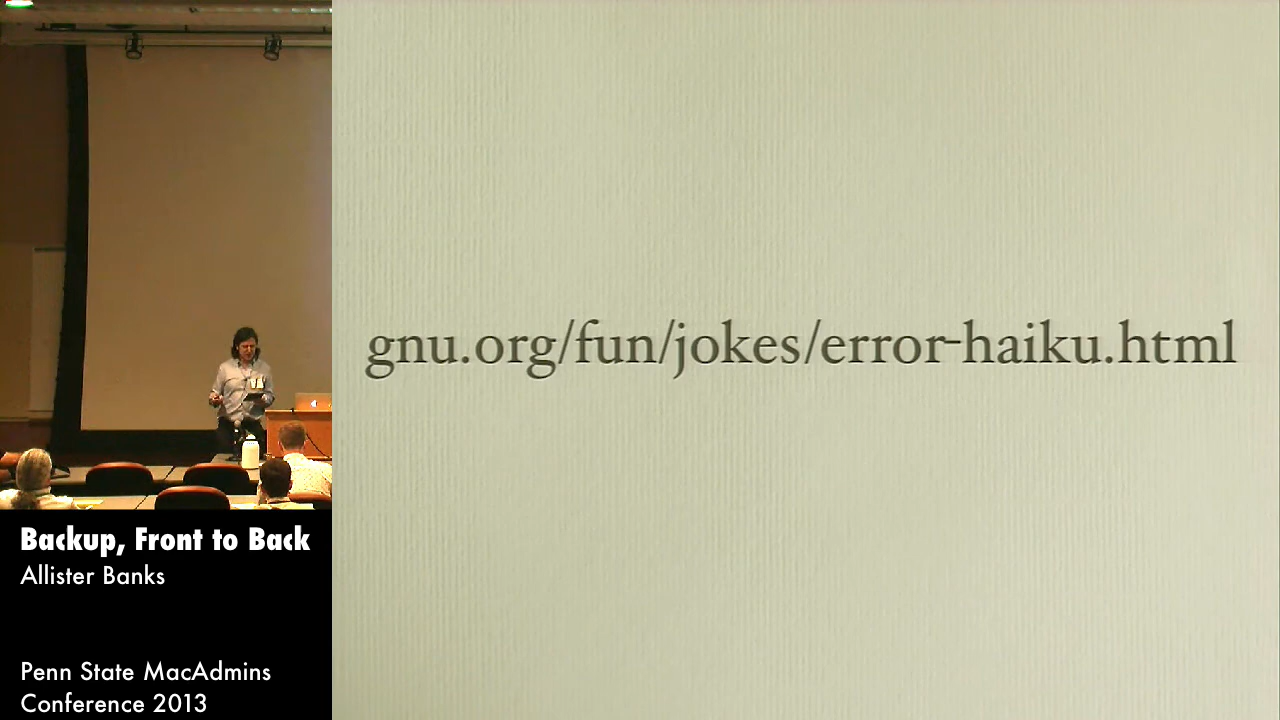 gnu.org/fun/jokes/error-haiku.html
Backup, Front to Back
Allister Banks
Penn State MacAdmins
Conference 2013